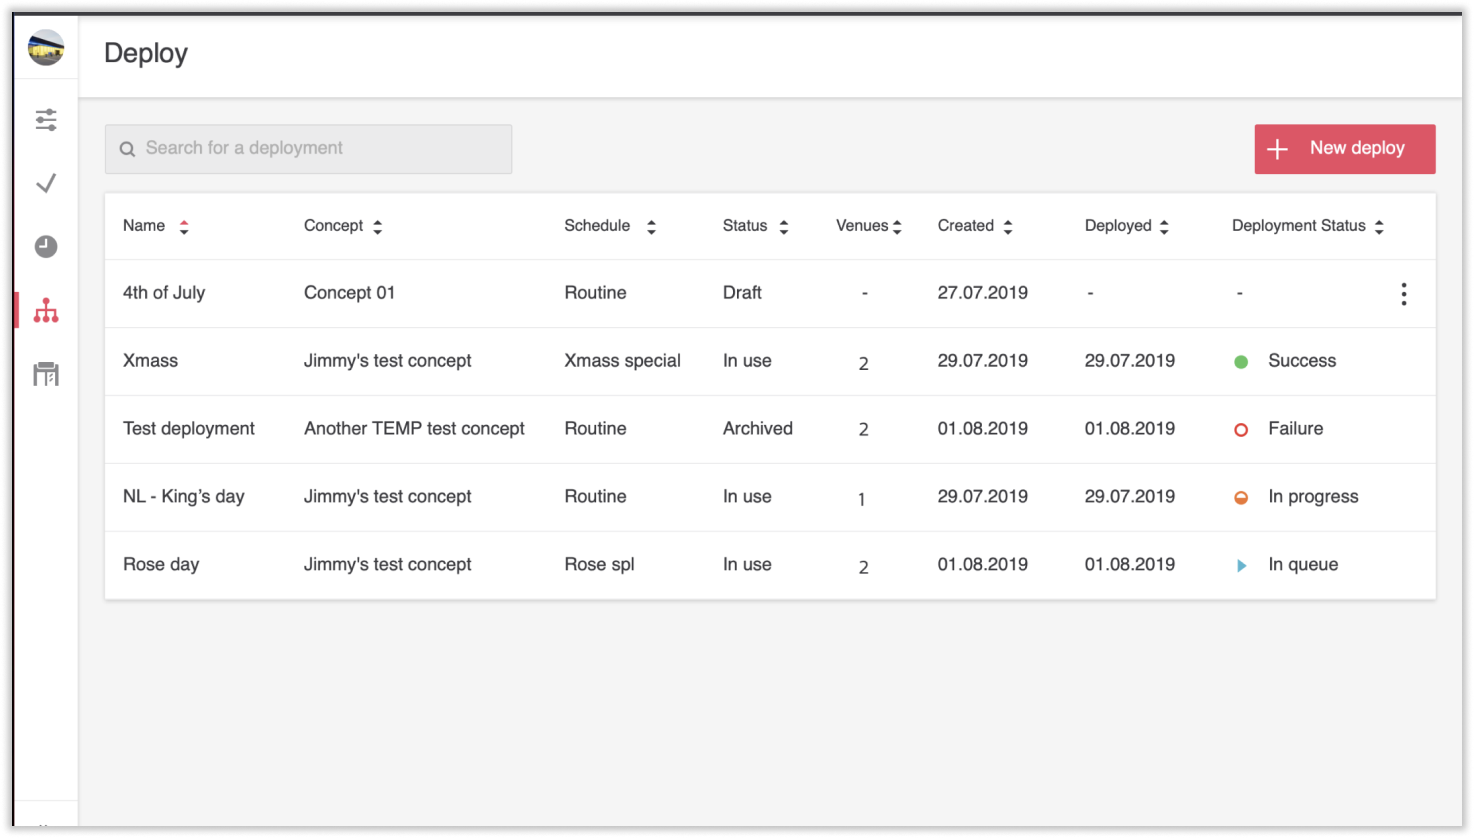 Deploy
Search for a deployment
New deploy
Name Concept Schedule Status Venues Created Deployed Deployment Status
4th of July Concept 01 Routine Draft - 27.07.2019 - -
Xmass Jimmy's test concept Xmass special In use 2 29.07.2019 29.07.2019 Success
Test deployment Another TEMP test concept Routine Archived 2 01.08.2019 01.08.2019 Failure
NL - King’s day Jimmy's test concept Routine In use 1 29.07.2019 29.07.2019 In progress
Rose day Jimmy's test concept Rose spl In use 2 01.08.2019 01.08.2019 In queue